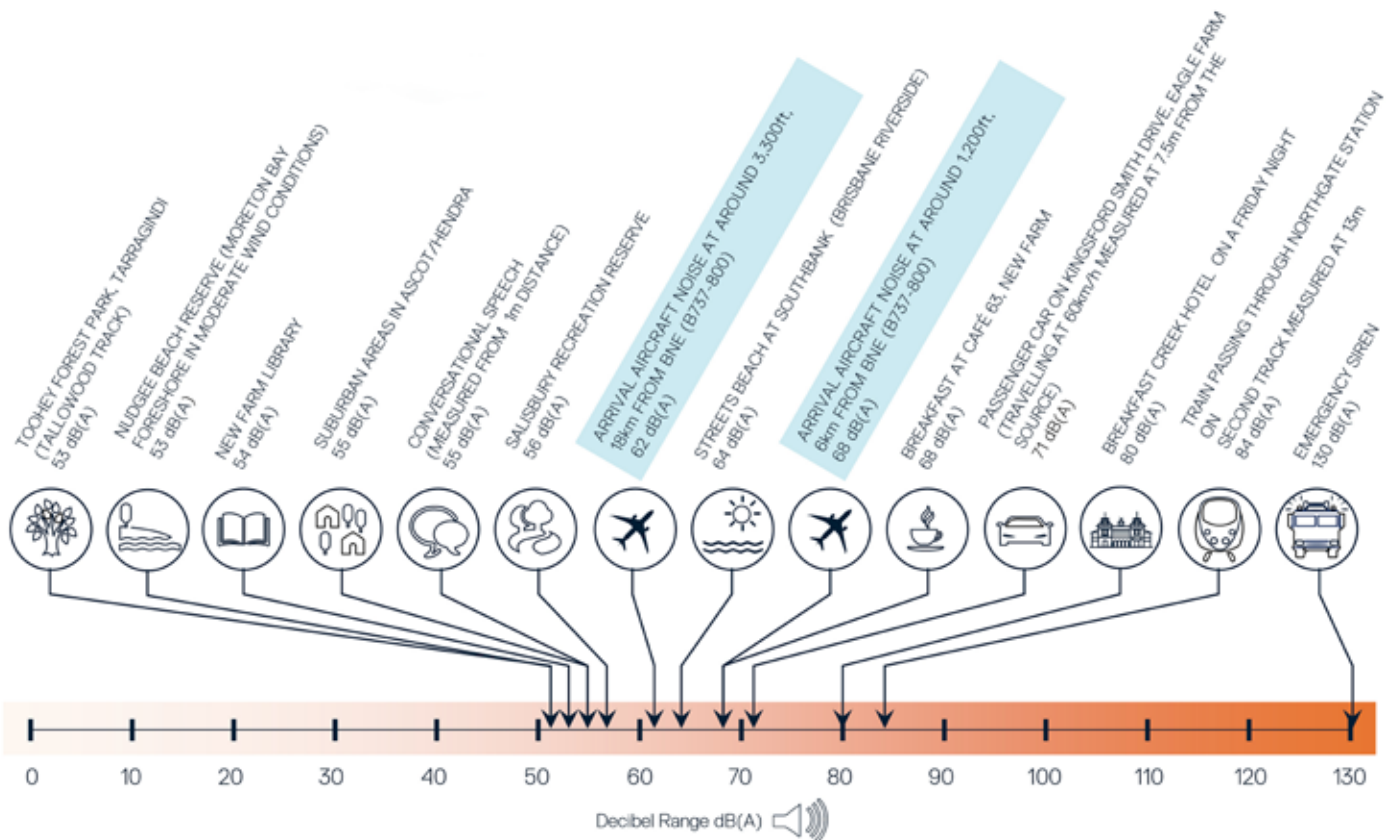 TOOHEY FOREST PARK, TARRAGINDI
(TALLOWOOD TRACK)
53 dB(A)
NUDGEE BEACH RESERVE (MORETON BAY
FORESHORE IN MODERATE WIND CONDITIONS)
53 dB(A)
NEW FARM LIBRARY
54 dB(A)
SUBURBAN AREAS IN ASCOT/HENDRA
55 dB(A)
CONVERSATIONAL SPEECH
(MEASURED FROM 1m DISTANCE)
55 dB(A)
SALISBURY RECREATION RESERVE
56 dB(A)
ARRIVAL AIRCRAFT NOISE AT AROUND 3,300ft,
18km FROM BNE (B737-800)
62 dB(A)
STREETS BEACH AT SOUTHBANK (BRISBANE RIVERSIDE)
64 dB(A)
ARRIVAL AIRCRAFT NOISE AT AROUND 1,200ft,
6km FROM BNE (B737-800)
68 dB(A)
BREAKFAST AT CAFÉ 63, NEW FARM
68 dB(A)
PASSENGER CAR ON KINGSFORD SMITH DRIVE, EAGLE FARM
(TRAVELLING AT 60km/h MEASURED AT 7.5m FROM THE
SOURCE)
71 dB(A)
BREAKFAST CREEK HOTEL ON A FRIDAY NIGHT
80 dB(A)
TRAIN PASSING THROUGH NORTHGATE STATION
ON
SECOND TRACK MEASURED AT 13m
84 dB(A)
EMERGENCY SIREN
130 dB(A)
0 10 20 30 40 50 60 70 80 90 100 110 120 130
Decibel Range dB(A)